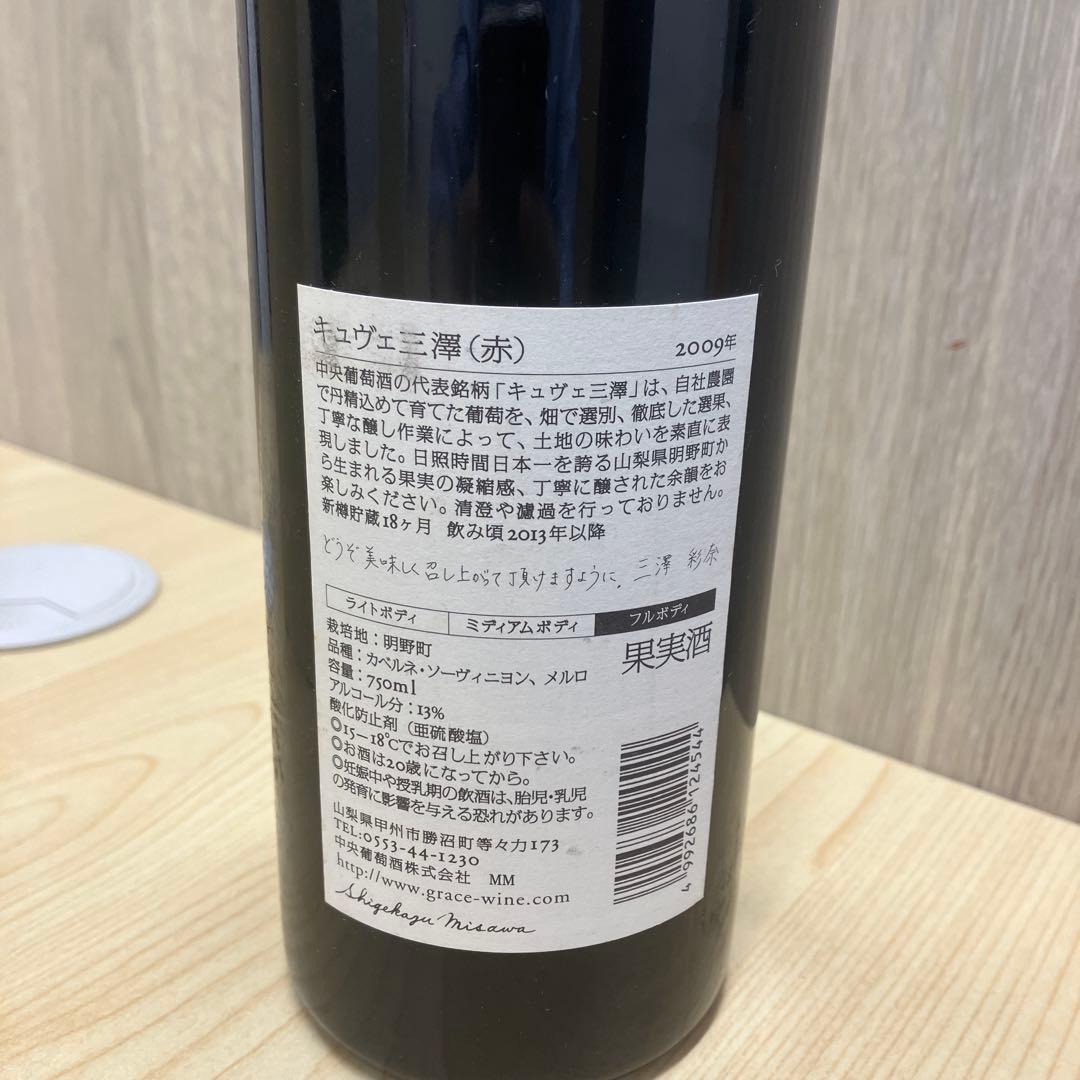 キュヴェ三澤（赤） 2009年
中央葡萄酒の代表銘柄「キュヴェ三澤」は、自社農園
で丹精込めて育てた葡萄を、畑で選別、徹底した選果、
丁寧な醸し作業によって、土地の味わいを素直に表
現しました。日照時間日本一を誇る山梨県明野町か
ら生まれる果実の凝縮感、丁寧に醸された余韻をお
楽しみください。清澄や濾過を行っておりません。
新樽貯蔵18ヶ月 飲み頃2013年以降
どうぞ美味しく召し上がって頂けますように。三澤 彩奈
ライトボディ ミディアムボディ フルボディ
果実酒
栽培地：明野町
品種：カベルネ・ソーヴィニヨン、メルロ
容量：750ml
アルコール分：13%
酸化防止剤（亜硫酸塩）
◎15－18℃でお召し上がり下さい。
◎お酒は20歳になってから。
◎妊娠中や授乳期の飲酒は、胎児・乳児
の発育に影響を与える恐れがあります。
山梨県甲州市勝沼町等々力173
TEL:0553-44-1230
中央葡萄酒株式会社 MM
http://www.grace-wine.com
Shigekazu Misawa
4 992686 124544